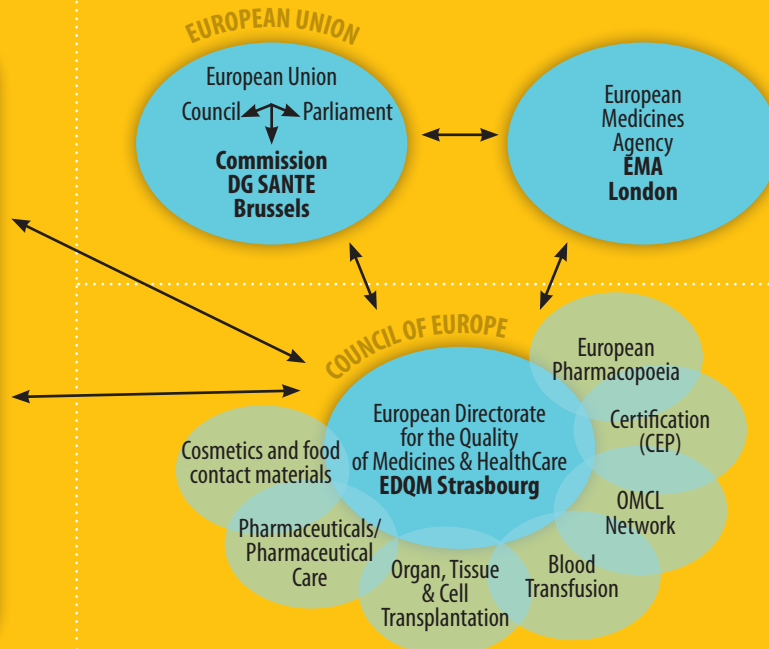 EUROPEAN UNION
European Union
Council Parliament
Commission
DG SANTE
Brussels
European
Medicines
Agency
EMA
London
COUNCIL OF EUROPE
European Directorate
for the Quality
of Medicines & HealthCare
EDQM Strasbourg
European
Pharmacopoeia
Certification
(CEP)
OMCL
Network
Blood
Transfusion
Organ, Tissue
& Cell
Transplantation
Pharmaceuticals/
Pharmaceutical
Care
Cosmetics and food
contact materials